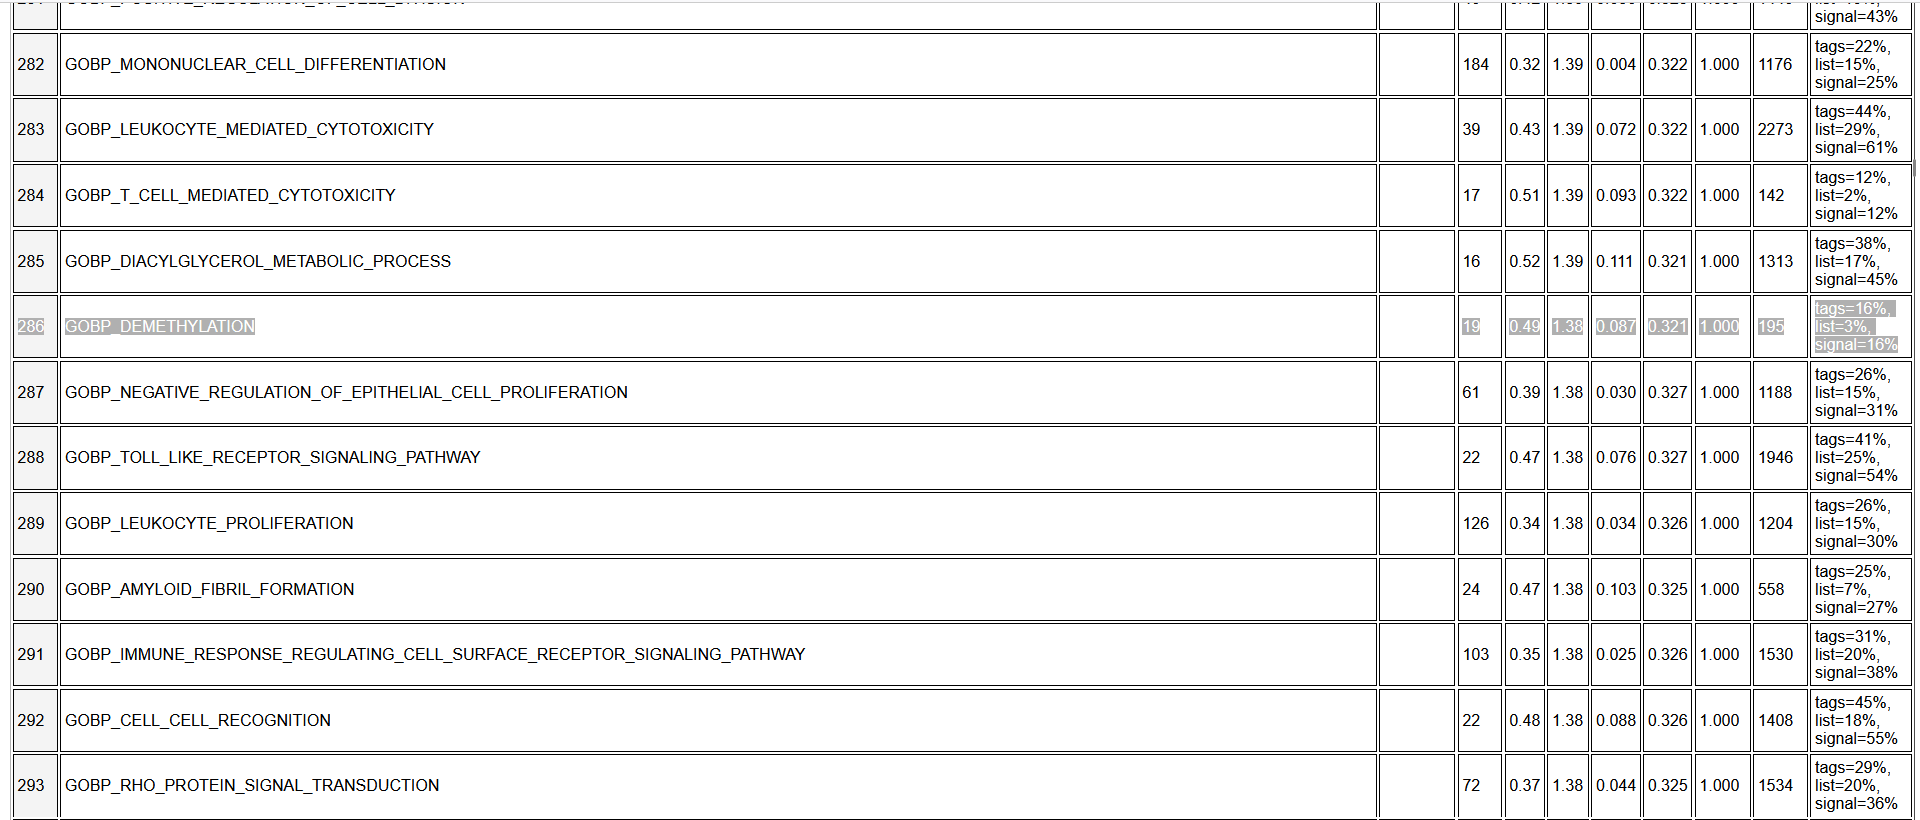 signal=43%
282 GOBP_MONONUCLEAR_CELL_DIFFERENTIATION 184 0.32 1.39 0.004 0.322 1.000 1176 tags=22%, list=15%, signal=25%
283 GOBP_LEUKOCYTE_MEDIATED_CYTOTOXICITY 39 0.43 1.39 0.072 0.322 1.000 2273 tags=44%, list=29%, signal=61%
284 GOBP_T_CELL_MEDIATED_CYTOTOXICITY 17 0.51 1.39 0.093 0.322 1.000 142 tags=12%, list=2%, signal=12%
285 GOBP_DIACYLGLYCEROL_METABOLIC_PROCESS 16 0.52 1.39 0.111 0.321 1.000 1313 tags=38%, list=17%, signal=45%
286 GOBP_DEMETHYLATION 19 0.49 1.38 0.087 0.321 1.000 195 tags=16%, list=3%, signal=16%
287 GOBP_NEGATIVE_REGULATION_OF_EPITHELIAL_CELL_PROLIFERATION 61 0.39 1.38 0.030 0.327 1.000 1188 tags=26%, list=15%, signal=31%
288 GOBP_TOLL_LIKE_RECEPTOR_SIGNALING_PATHWAY 22 0.47 1.38 0.076 0.327 1.000 1946 tags=41%, list=25%, signal=54%
289 GOBP_LEUKOCYTE_PROLIFERATION 126 0.34 1.38 0.034 0.326 1.000 1204 tags=26%, list=15%, signal=30%
290 GOBP_AMYLOID_FIBRIL_FORMATION 24 0.47 1.38 0.103 0.325 1.000 558 tags=25%, list=7%, signal=27%
291 GOBP_IMMUNE_RESPONSE_REGULATING_CELL_SURFACE_RECEPTOR_SIGNALING_PATHWAY 103 0.35 1.38 0.025 0.326 1.000 1530 tags=31%, list=20%, signal=38%
292 GOBP_CELL_CELL_RECOGNITION 22 0.48 1.38 0.088 0.326 1.000 1408 tags=45%, list=18%, signal=55%
293 GOBP_RHO_PROTEIN_SIGNAL_TRANSDUCTION 72 0.37 1.38 0.044 0.325 1.000 1534 tags=29%, list=20%, signal=36%